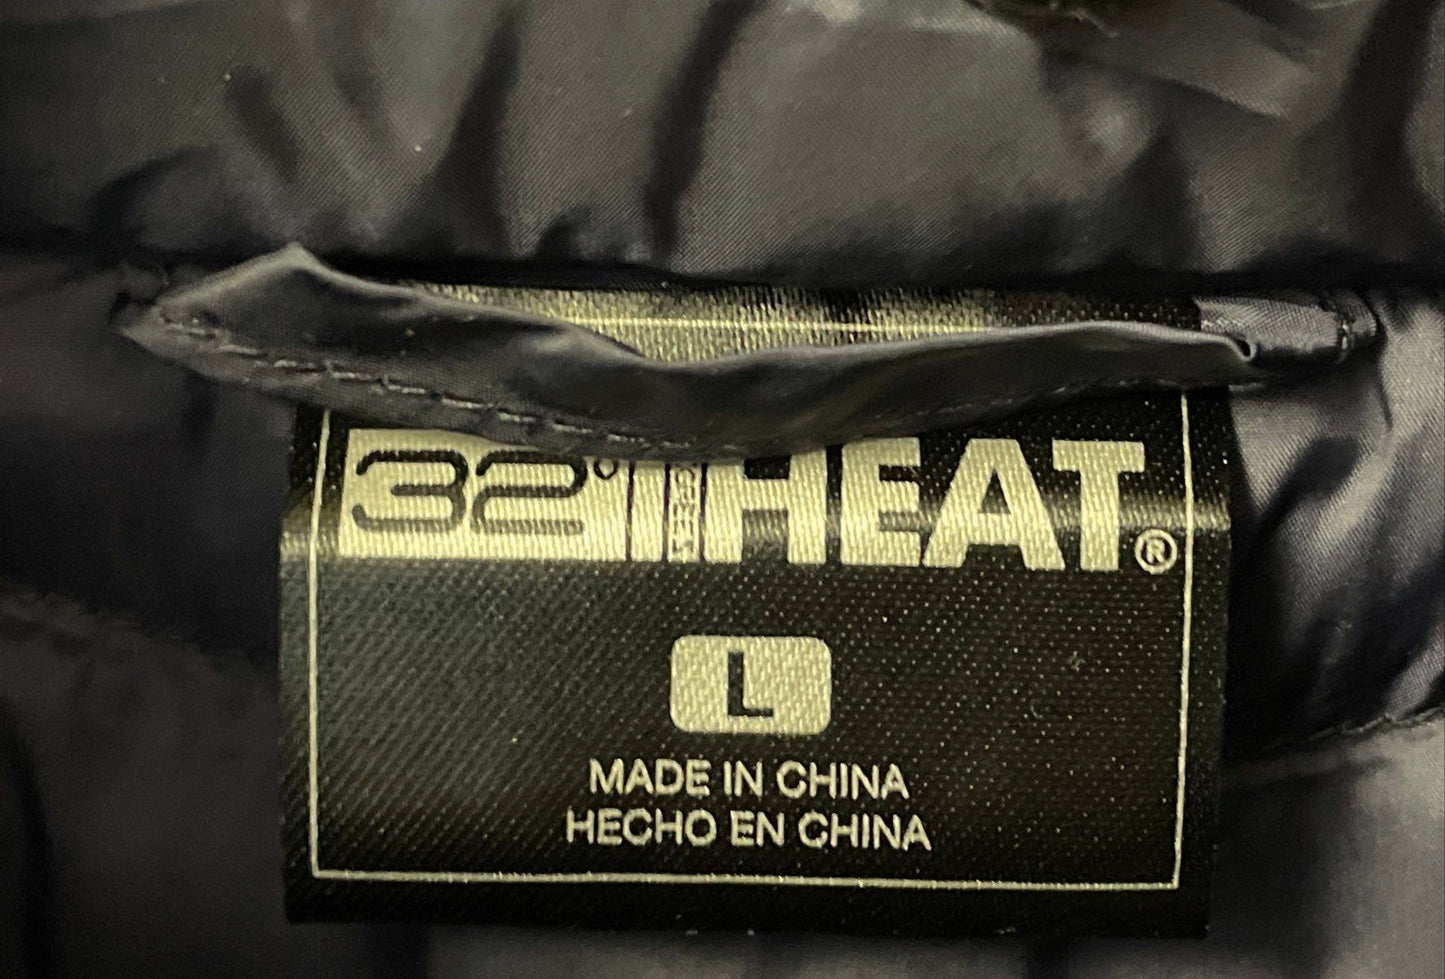 32° HEAT®
L
MADE IN CHINA
HECHO EN CHINA